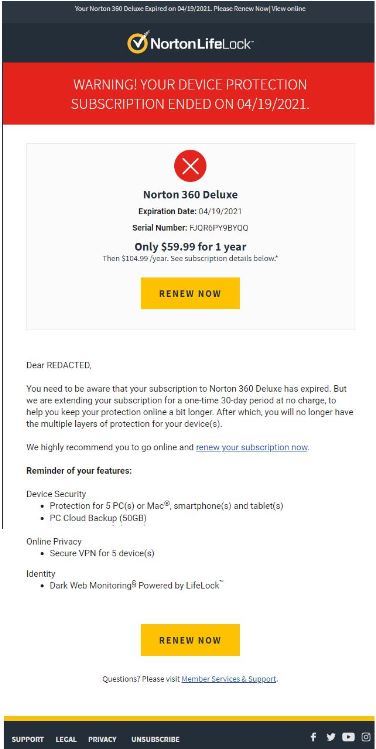 Your Norton 360 Deluxe Expired on 04/19/2021. Please Renew Now| View online
NortonLifeLock™
WARNING! YOUR DEVICE PROTECTION
SUBSCRIPTION ENDED ON 04/19/2021.
Norton 360 Deluxe
Expiration Date: 04/19/2021
Serial Number: FJQR6PY9BYQQ
Only $59.99 for 1 year
Then $104.99 /year. See subscription details below.*
RENEW NOW
Dear REDACTED,
You need to be aware that your subscription to Norton 360 Deluxe has expired. But
we are extending your subscription for a one-time 30-day period at no charge, to
help you keep your protection online a bit longer. After which, you will no longer have
the multiple layers of protection for your device(s).
We highly recommend you to go online and renew your subscription now.
Reminder of your features:
Device Security
• Protection for 5 PC(s) or Mac®, smartphone(s) and tablet(s)
• PC Cloud Backup (50GB)
Online Privacy
• Secure VPN for 5 device(s)
Identity
• Dark Web Monitoring§ Powered by LifeLock™
RENEW NOW
Questions? Please visit Member Services & Support.
SUPPORT LEGAL PRIVACY UNSUBSCRIBE